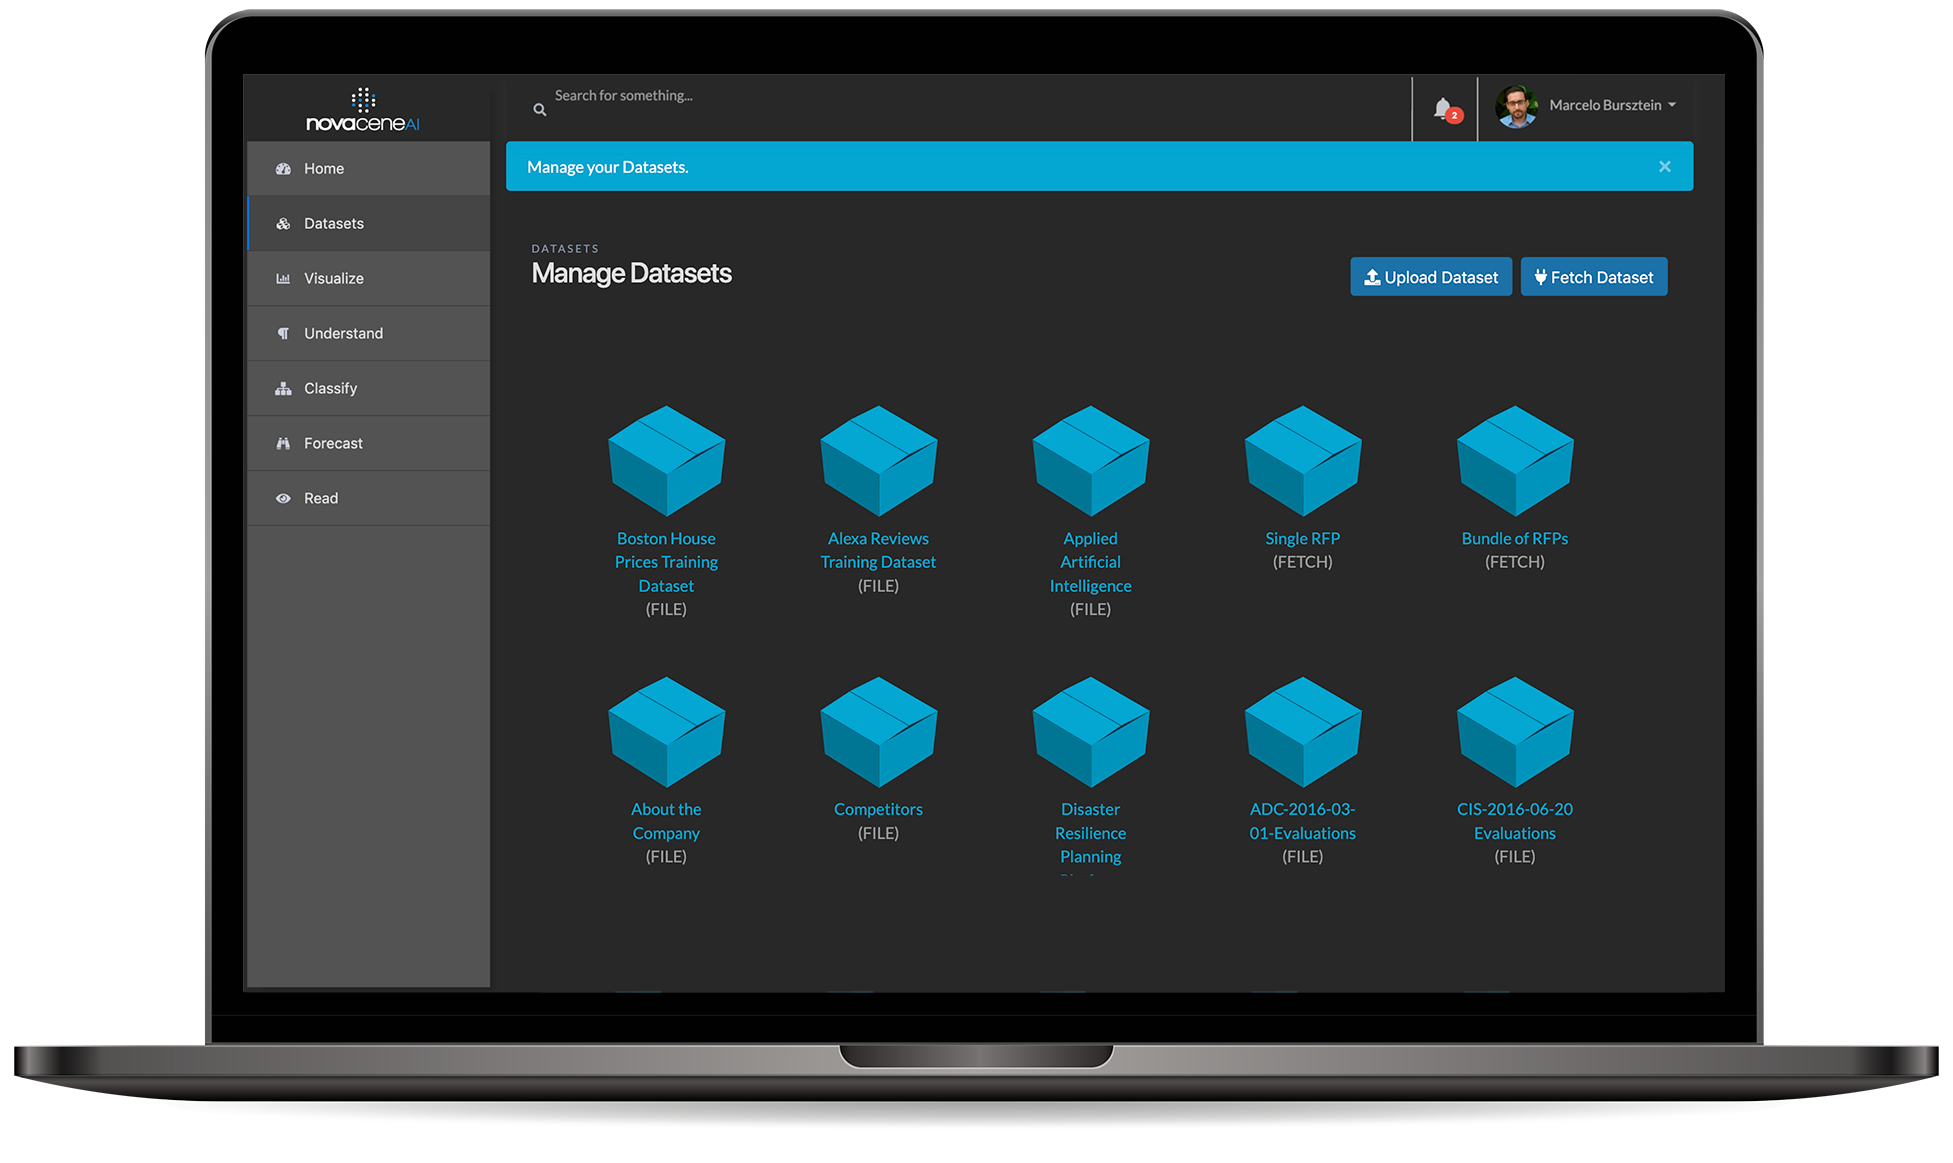 novaceneAI
Search for something...
2
Marcelo Bursztein
Home
Datasets
Visualize
Understand
Classify
Forecast
Read
Manage your Datasets.
×
DATASETS
Manage Datasets
Upload Dataset
Fetch Dataset
Boston House
Prices Training
Dataset
(FILE)
Alexa Reviews
Training Dataset
(FILE)
Applied
Artificial
Intelligence
(FILE)
Single RFP
(FETCH)
Bundle of RFPs
(FETCH)
About the
Company
(FILE)
Competitors
(FILE)
Disaster
Resilience
Planning
ADC-2016-03-
01-Evaluations
(FILE)
CIS-2016-06-20
Evaluations
(FILE)